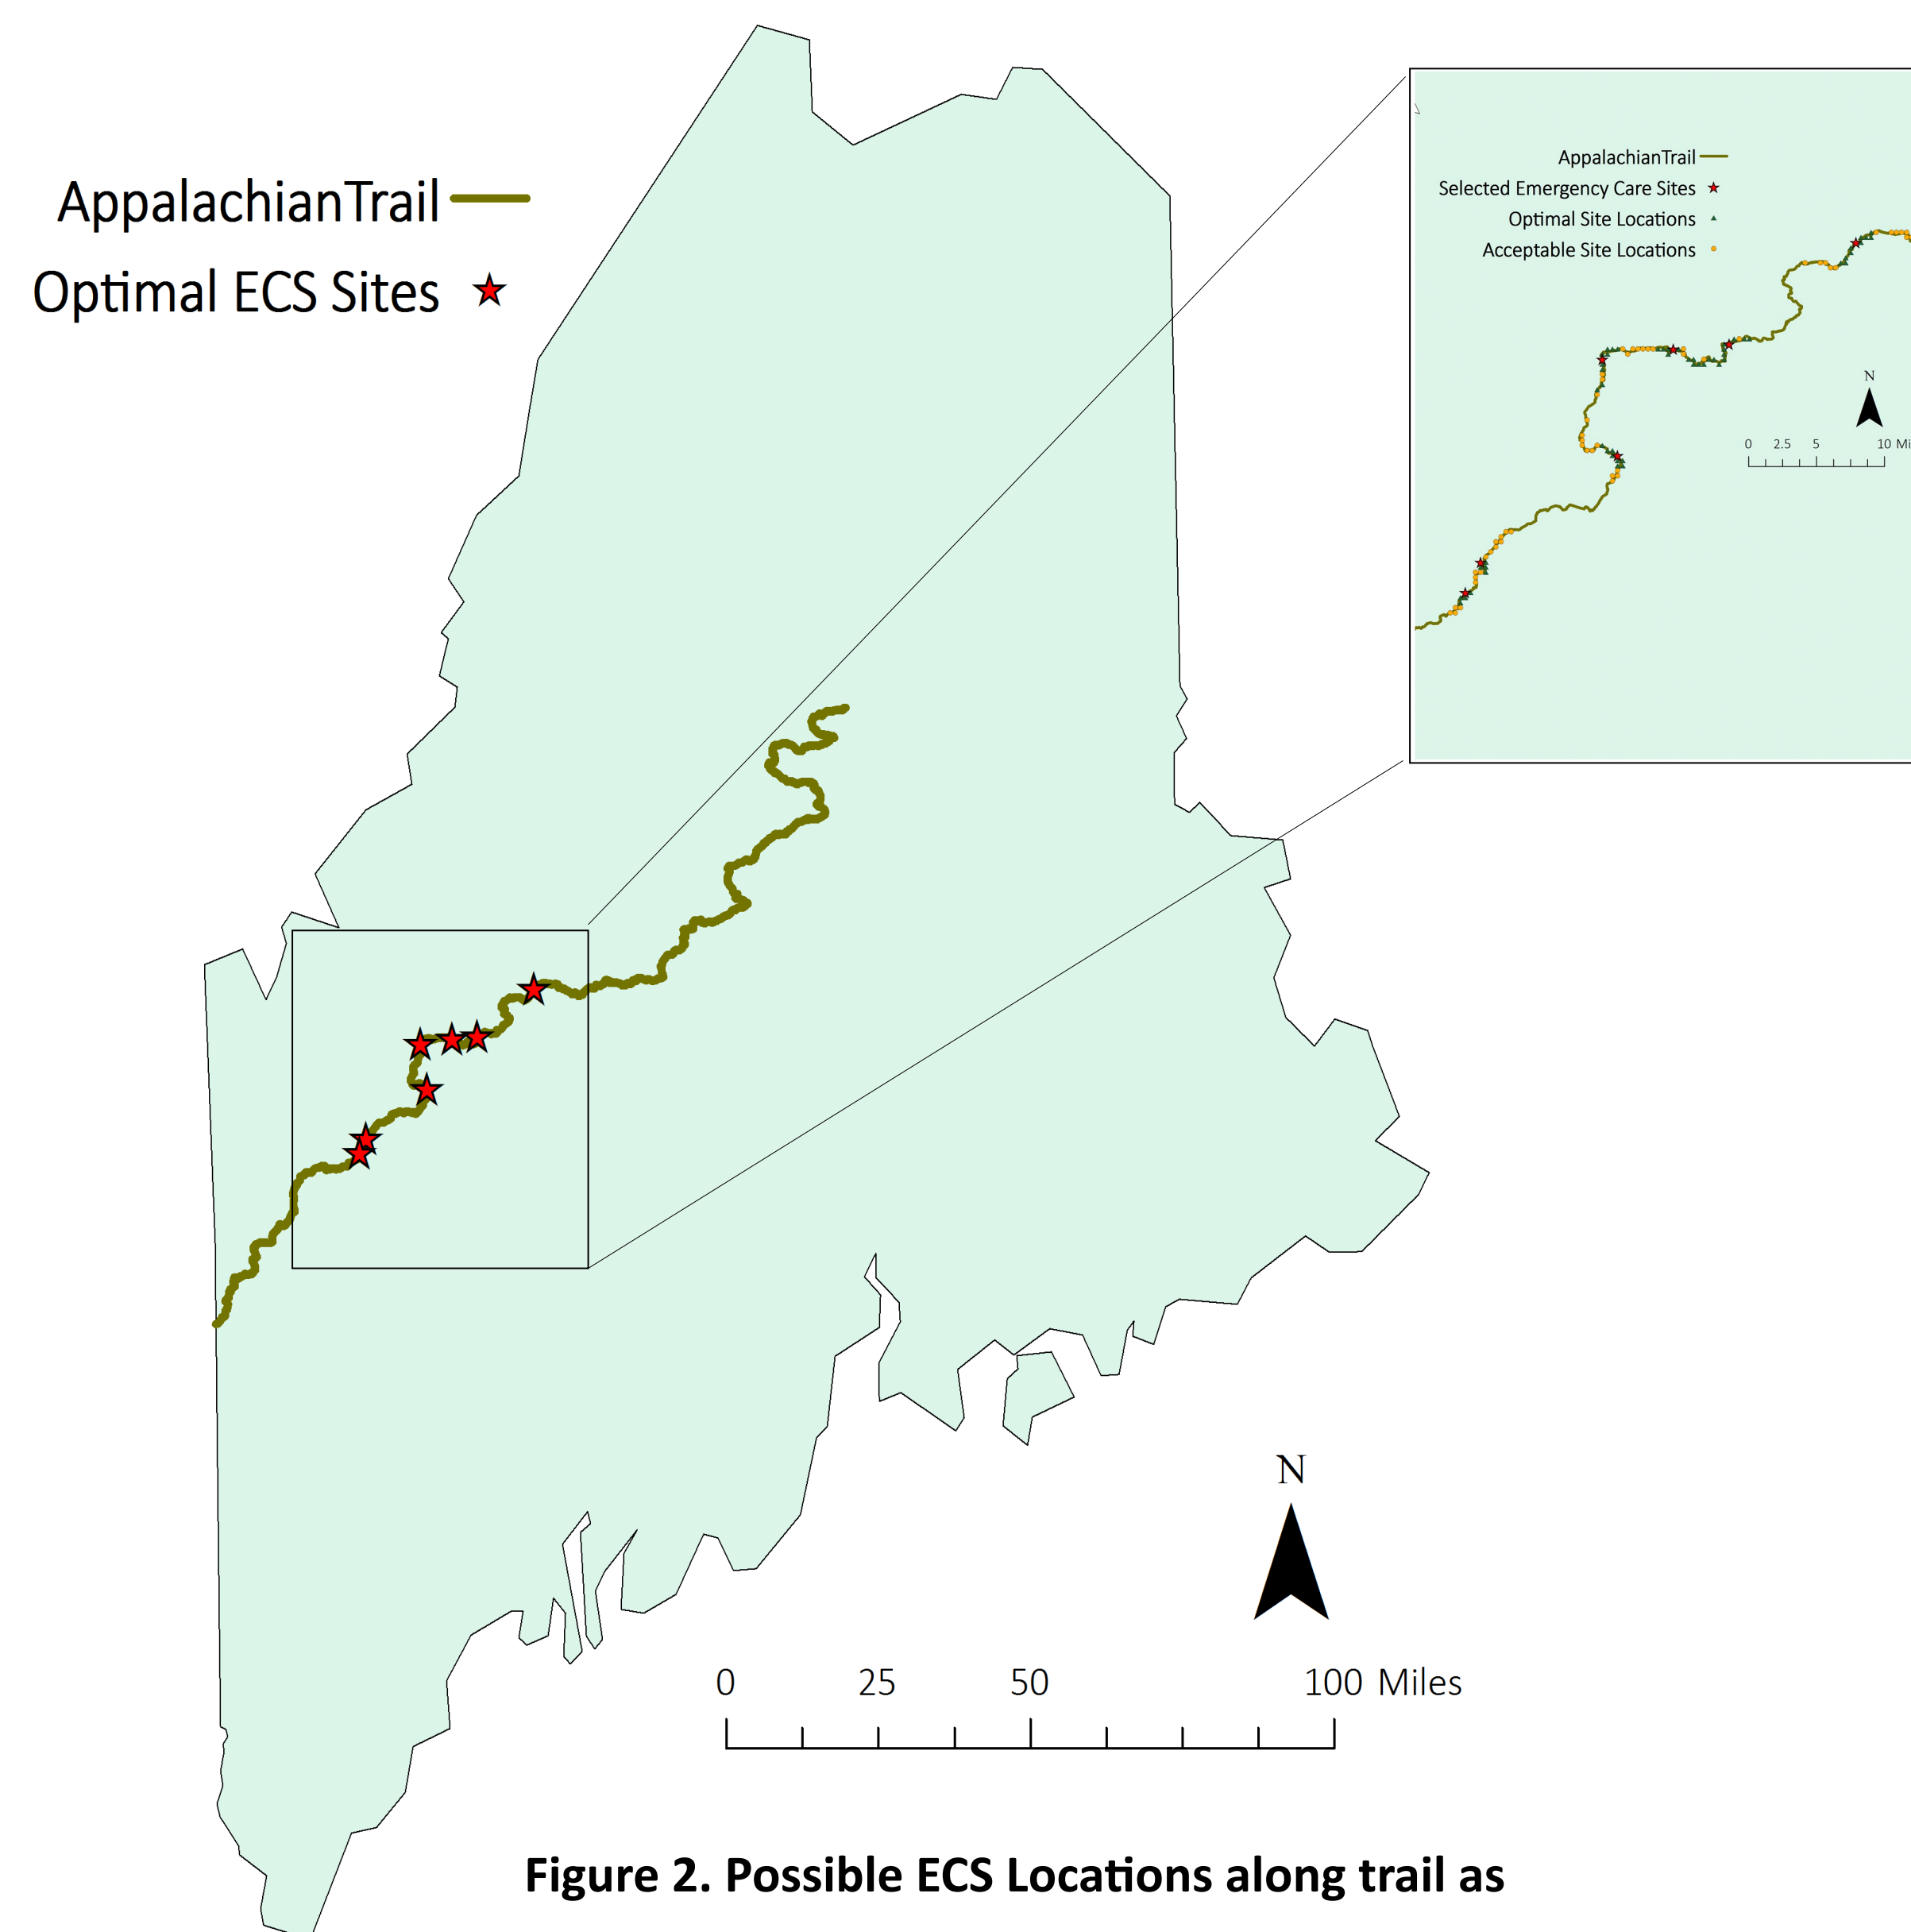 AppalachianTrail
Optimal ECS Sites
AppalachianTrail
Selected Emergency Care Sites
Optimal Site Locations
Acceptable Site Locations
N
0 2.5 5 10 Mi
N
0 25 50 100 Miles
Figure 2. Possible ECS Locations along trail as